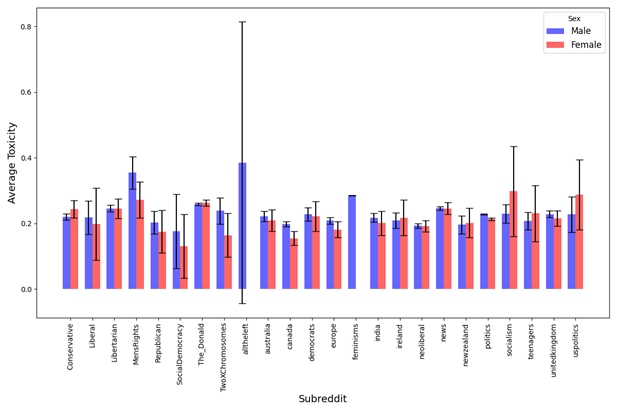 Sex
Male
Female
Average Toxicity
0.8
0.6
0.4
0.2
0.0
Conservative
Liberal
Libertarian
MensRights
Republican
SocialDemocracy
The_Donald
TwoXChromosomes
alltheleft
australia
canada
democrats
europe
feminisms
india
ireland
neoliberal
news
newzealand
politics
socialism
teenagers
unitedkingdom
uspolitics
Subreddit